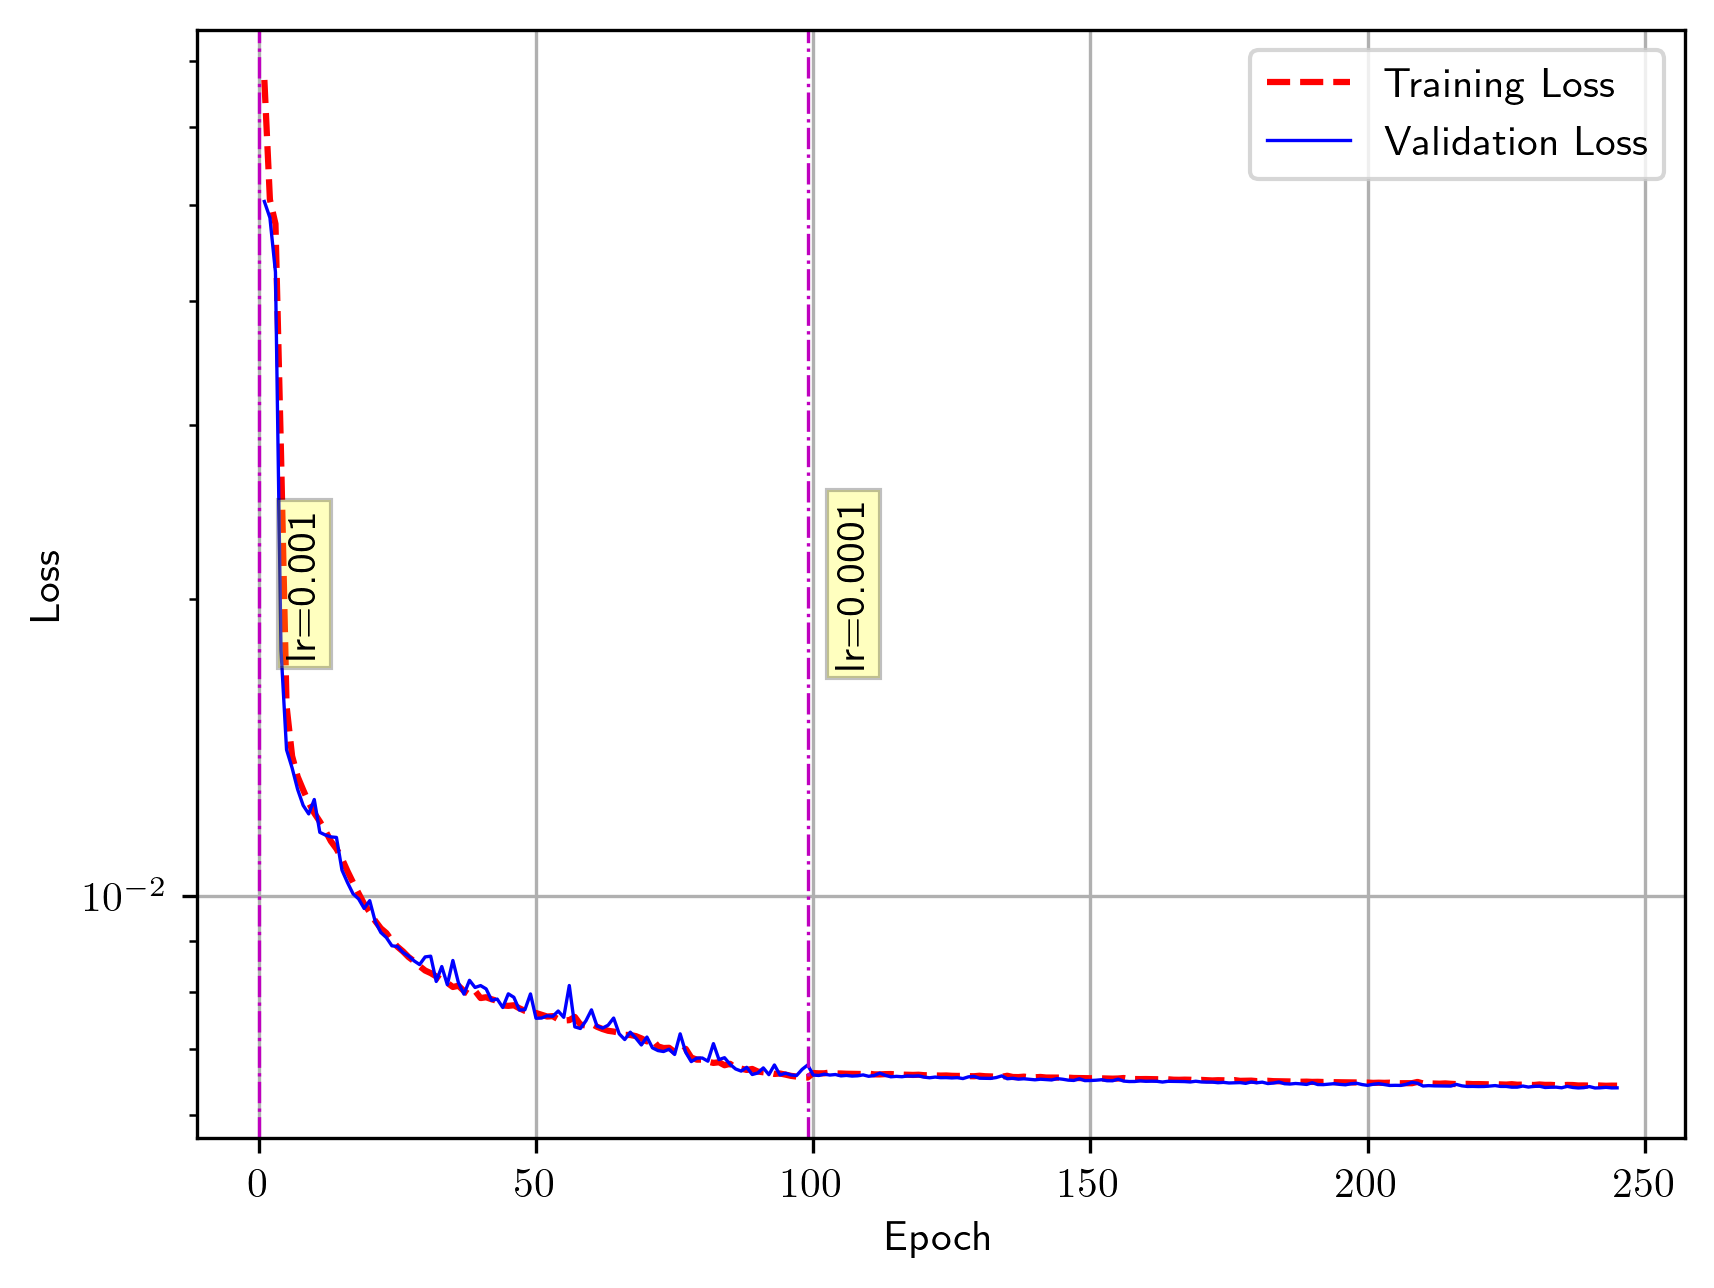 Training Loss
Validation Loss
lr=0.001
lr=0.0001
Loss
10⁻²
0 50 100 150 200 250
Epoch